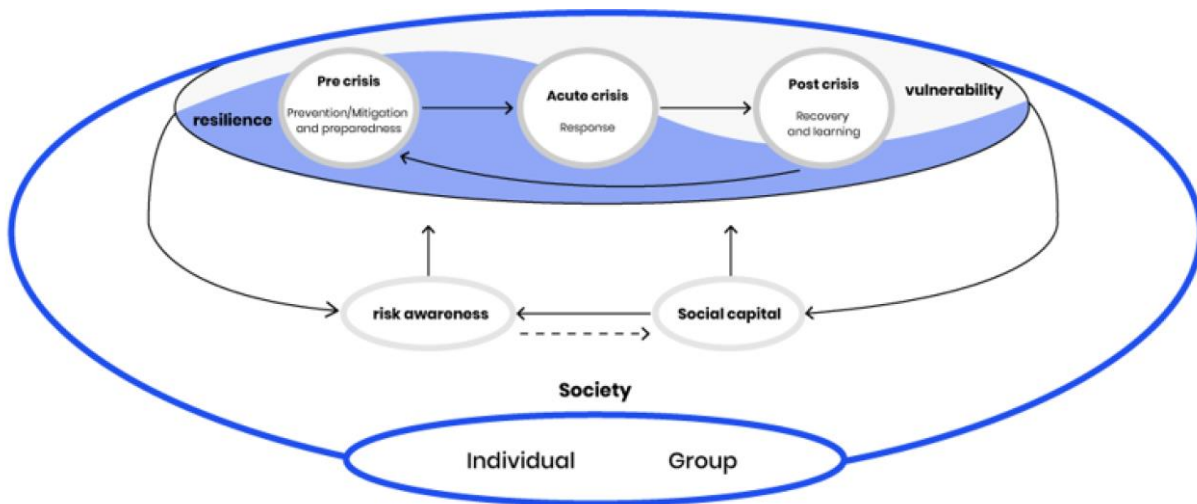 Pre crisis
Prevention/Mitigation
and preparedness
Acute crisis
Response
Post crisis
Recovery
and learning
vulnerability
resilience
risk awareness
Social capital
Society
Individual
Group